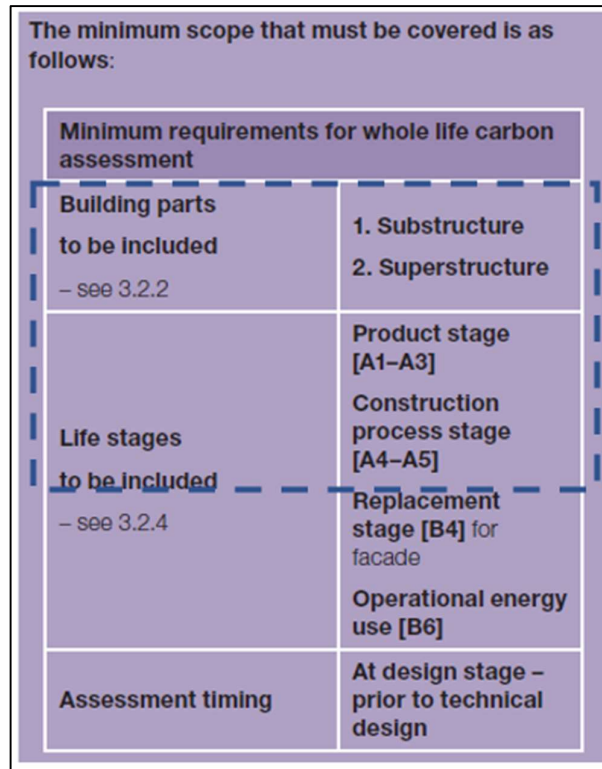 The minimum scope that must be covered is as
follows:
Minimum requirements for whole life carbon
assessment
Building parts
to be included
– see 3.2.2
1. Substructure
2. Superstructure
Life stages
to be included
– see 3.2.4
Product stage
[A1–A3]
Construction
process stage
[A4–A5]
Replacement
stage [B4] for
facade
Operational energy
use [B6]
Assessment timing
At design stage –
prior to technical
design